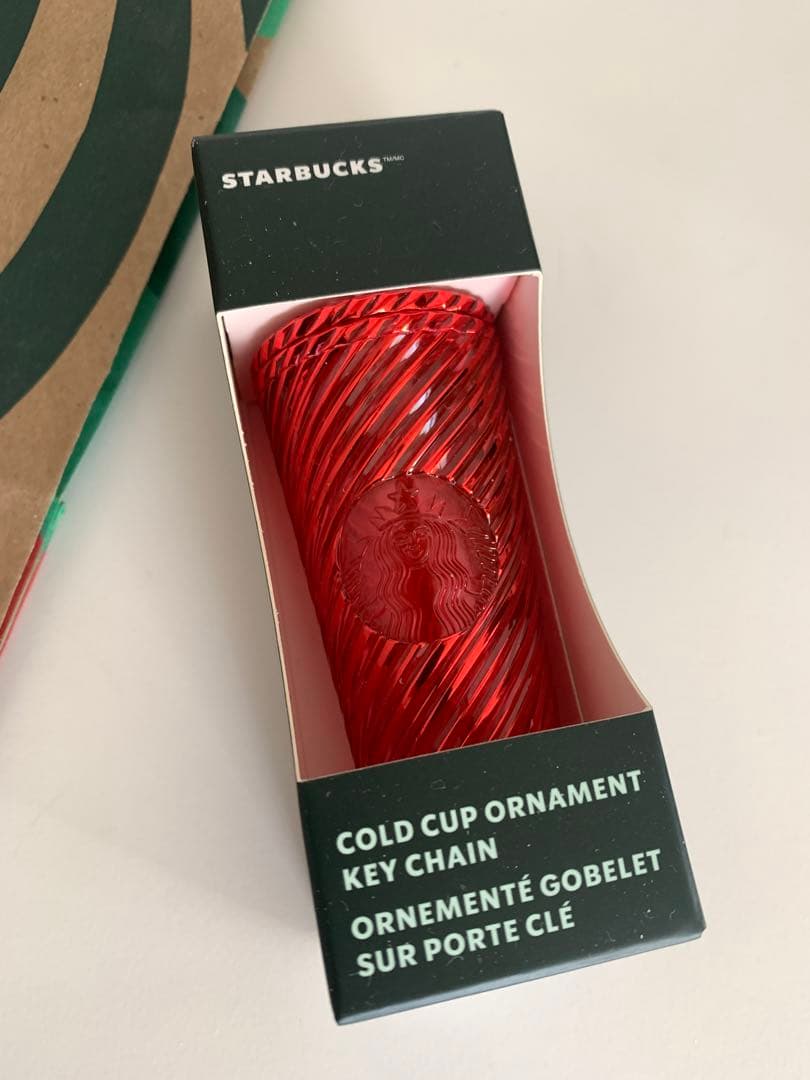 STARBUCKS™/MC
COLD CUP ORNAMENT
KEY CHAIN
ORNEMENTÉ GOBELET
SUR PORTE CLÉ